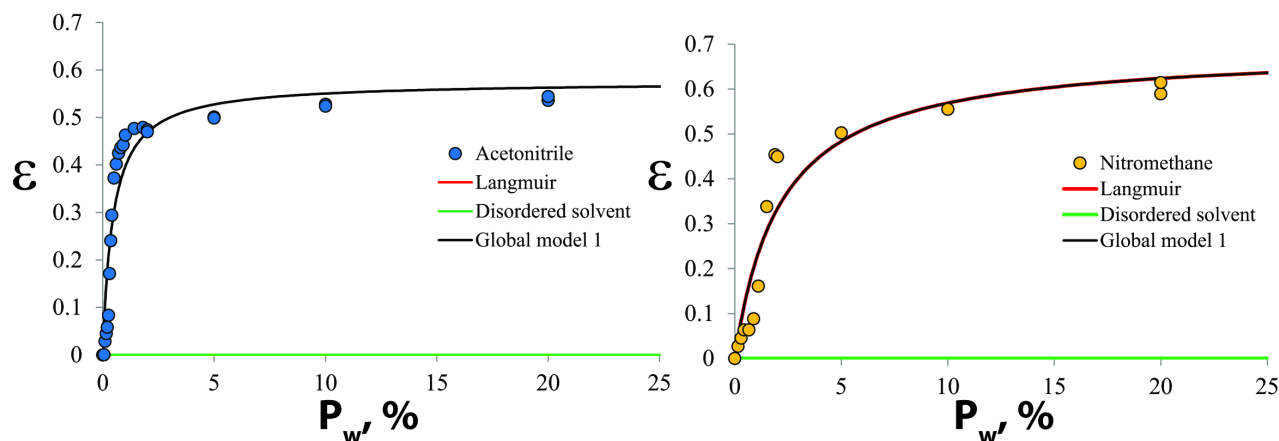 0.7
0.6
0.5
0.4
0.3
0.2
0.1
0
ε
Acetonitrile
Langmuir
Disordered solvent
Global model 1
0 5 10 15 20 25
P_w, %
0.7
0.6
0.5
0.4
0.3
0.2
0.1
0
ε
Nitromethane
Langmuir
Disordered solvent
Global model 1
0 5 10 15 20 25
P_w, %